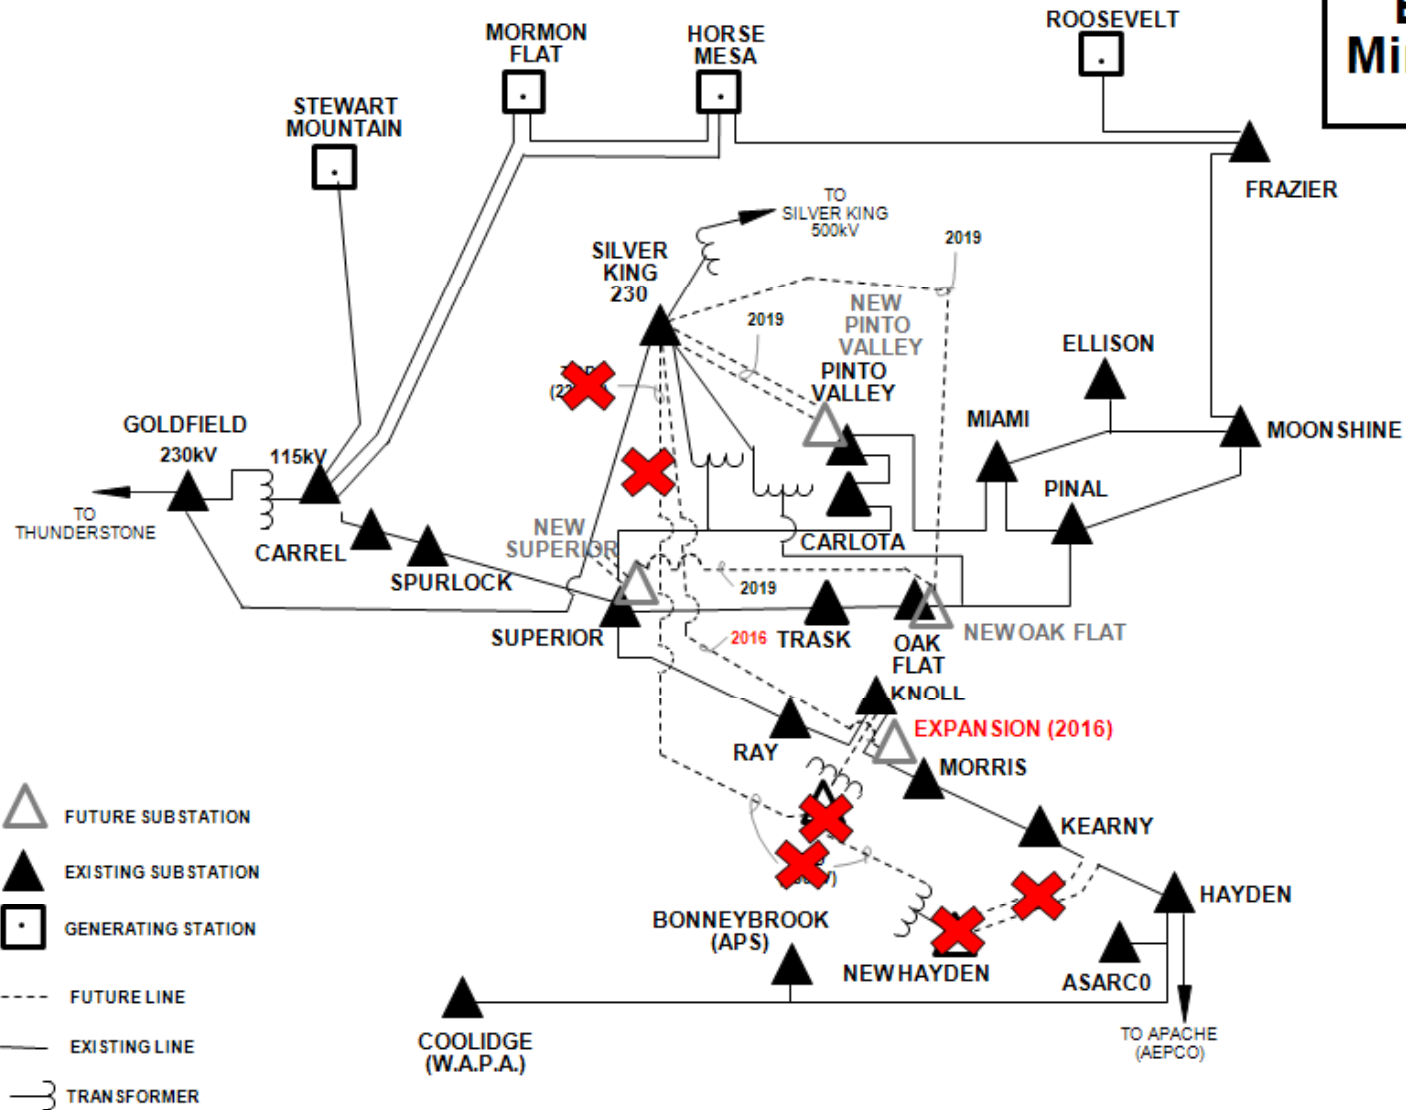 MORMON
FLAT
HORSE
MESA
ROOSEVELT
STEWART
MOUNTAIN
FRAZIER
TO
SILVER KING
500kV
2019
SILVER
KING
230
2019
NEW
PINTO
VALLEY
PINTO
VALLEY
ELLISON
MIAMI
MOONSHINE
GOLDFIELD
230kV
115kV
PINAL
TO
THUNDERSTONE
NEW
SUPERIOR
CARLOTA
CARREL
SPURLOCK
2019
SUPERIOR
2016
TRASK
OAK
FLAT
NEW OAK FLAT
KNOLL
EXPANSION (2016)
RAY
MORRIS
KEARNY
HAYDEN
BONNEYBROOK
(APS)
NEW HAYDEN
ASARC0
COOLIDGE
(W.A.P.A.)
TO APACHE
(AEPCO)
FUTURE SUBSTATION
EXISTING SUBSTATION
GENERATING STATION
FUTURE LINE
EXISTING LINE
TRANSFORMER